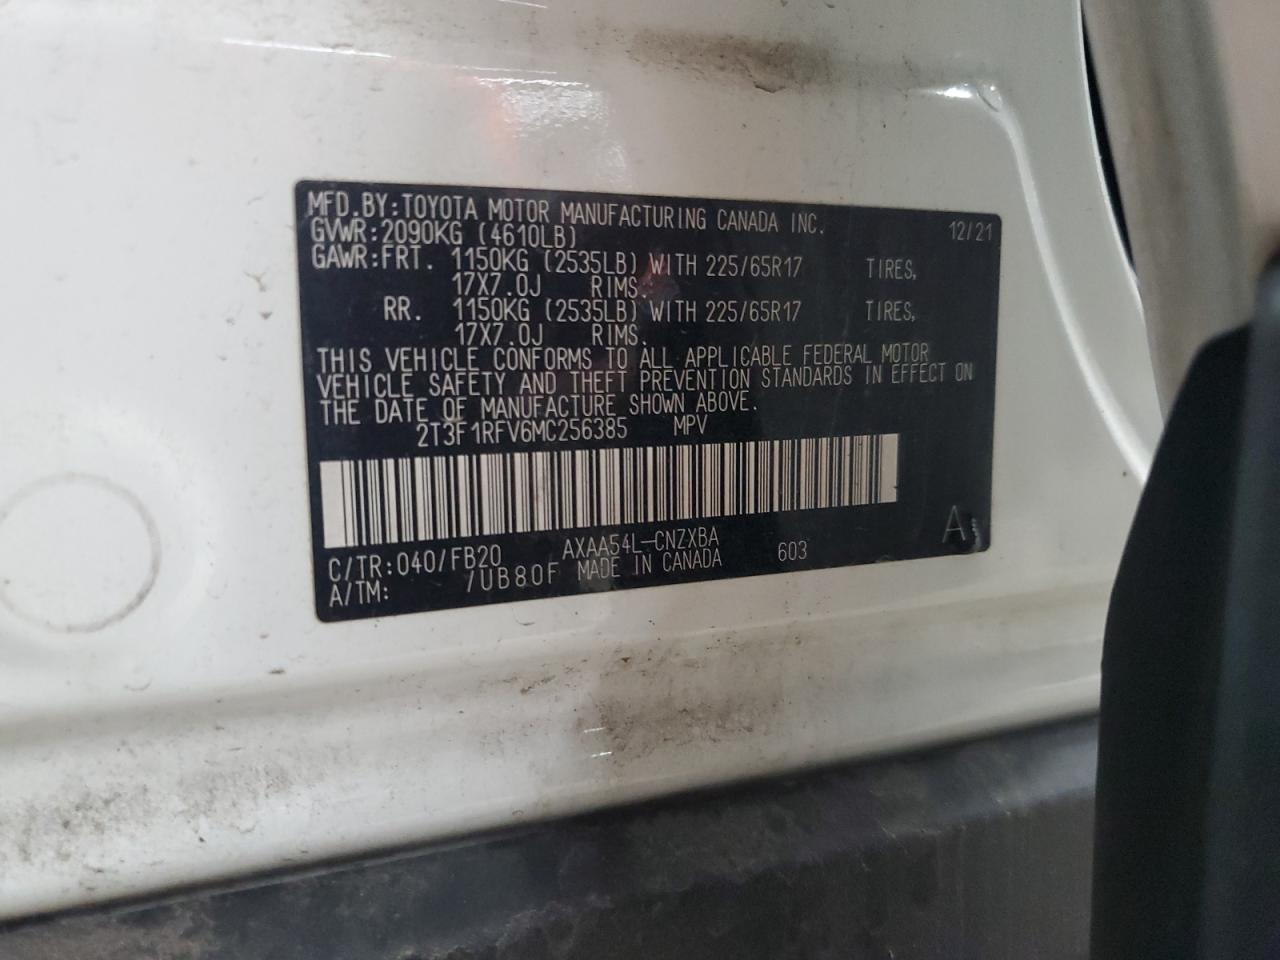 MFD.BY:TOYOTA MOTOR MANUFACTURING CANADA INC. 12/21
GVWR:2090KG (4610LB)
GAWR:FRT. 1150KG (2535LB) WITH 225/65R17 TIRES,
17X7.0J RIMS.
RR. 1150KG (2535LB) WITH 225/65R17 TIRES,
17X7.0J RIMS.
THIS VEHICLE CONFORMS TO ALL APPLICABLE FEDERAL MOTOR
VEHICLE SAFETY AND THEFT PREVENTION STANDARDS IN EFFECT ON
THE DATE OF MANUFACTURE SHOWN ABOVE.
2T3F1RFV6MC256385 MPV
C/TR:040/FB20 AXAA54L-CNZXBA 603 A
A/TM: /UB80F MADE IN CANADA